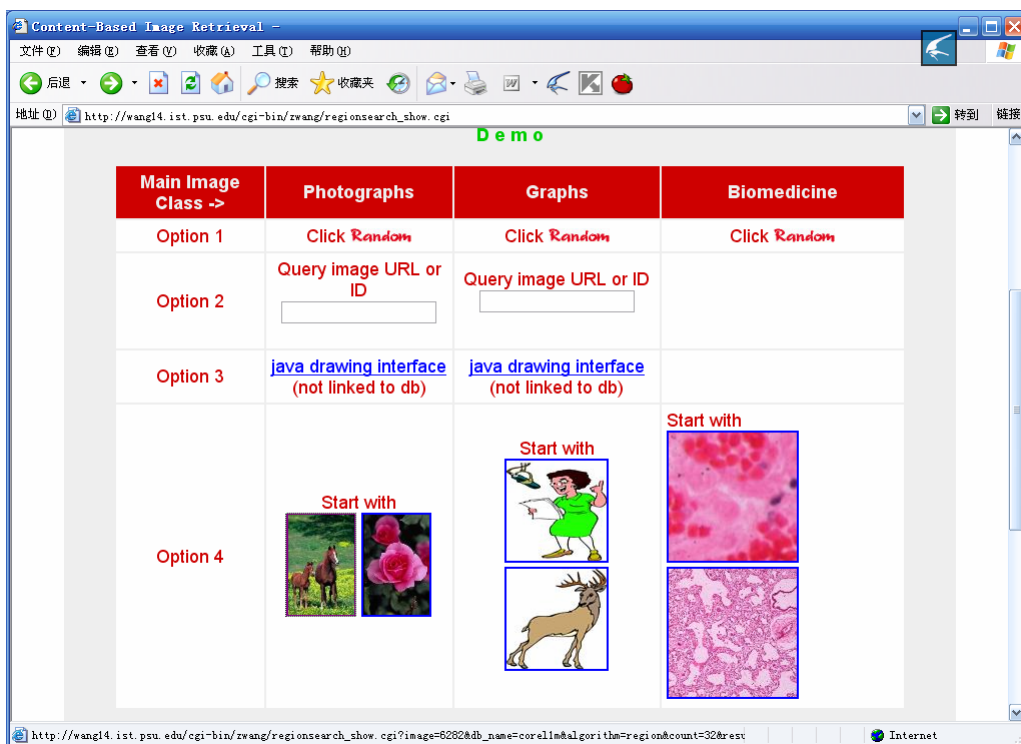 Content-Based Image Retrieval -
文件(F) 编辑(E) 查看(V) 收藏(A) 工具(T) 帮助(H)
后退 搜索 收藏夹
地址(D) http://wang14.ist.psu.edu/cgi-bin/zwang/regionsearch_show.cgi 转到 链接
Demo
Main Image Class -> Photographs Graphs Biomedicine
Option 1 Click Random Click Random Click Random
Option 2 Query image URL or ID Query image URL or ID
Option 3 java drawing interface (not linked to db) java drawing interface (not linked to db)
Option 4 Start with Start with Start with
http://wang14.ist.psu.edu/cgi-bin/zwang/regionsearch_show.cgi?image=6282&db_name=corel1m&algorithm=region&count=32&resu Internet